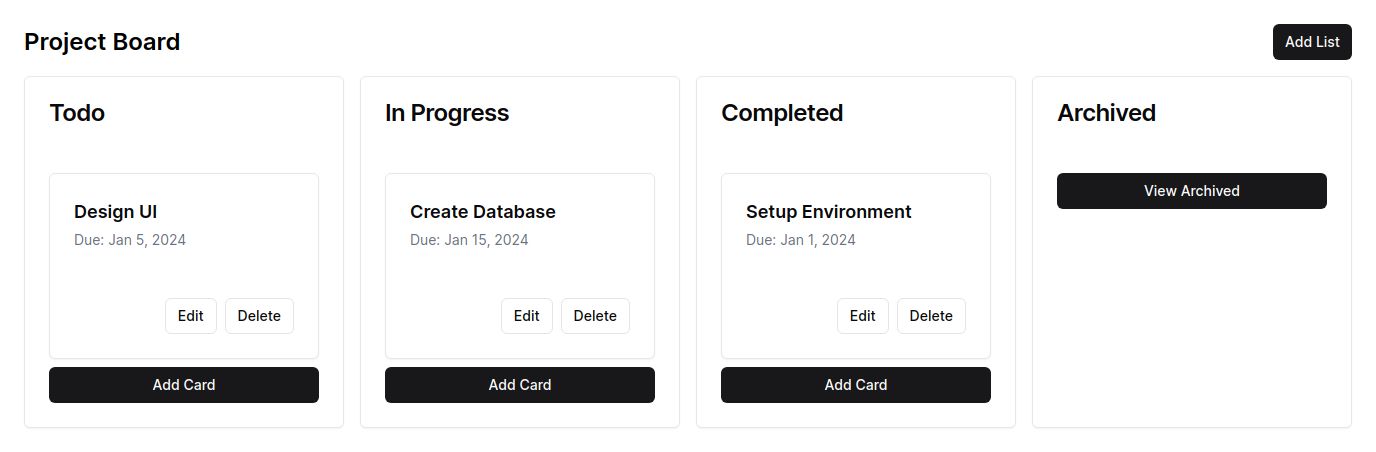 Project Board
Add List
Todo
Design UI
Due: Jan 5, 2024
Edit
Delete
Add Card
In Progress
Create Database
Due: Jan 15, 2024
Edit
Delete
Add Card
Completed
Setup Environment
Due: Jan 1, 2024
Edit
Delete
Add Card
Archived
View Archived